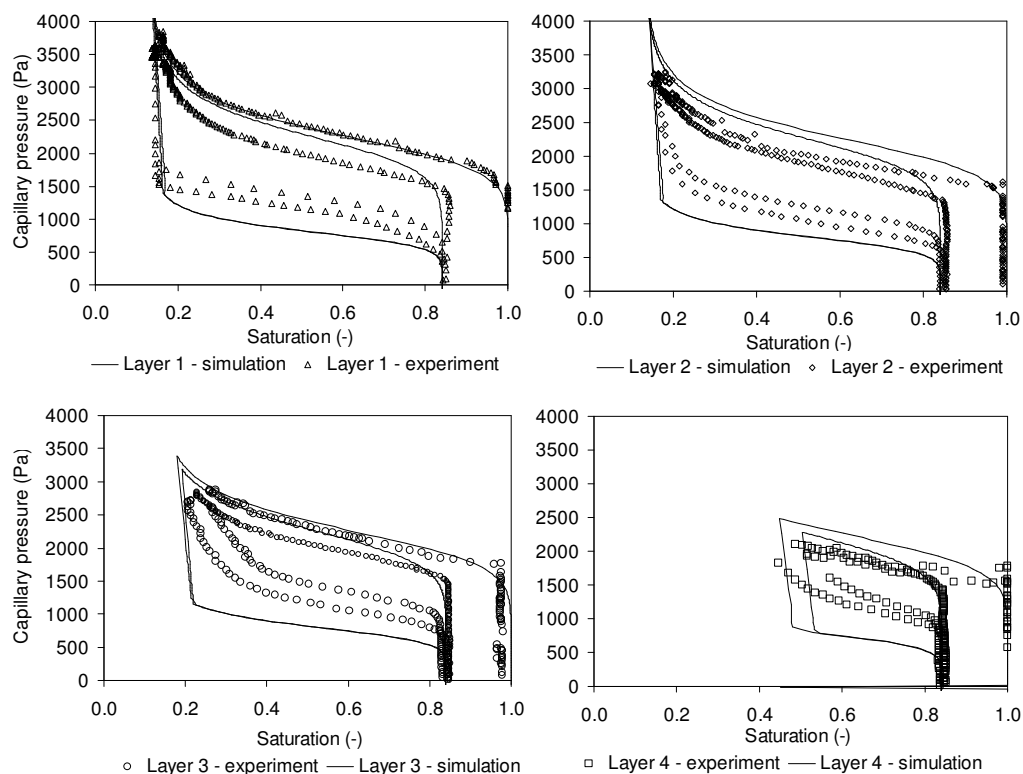 4000
3500
3000
2500
2000
1500
1000
500
0
Capillary pressure (Pa)
0.0 0.2 0.4 0.6 0.8 1.0
Saturation (-)
Layer 1 - simulation Layer 1 - experiment
4000
3500
3000
2500
2000
1500
1000
500
0
0.0 0.2 0.4 0.6 0.8 1.0
Saturation (-)
Layer 2 - simulation Layer 2 - experiment
4000
3500
3000
2500
2000
1500
1000
500
0
Capillary pressure (Pa)
0.0 0.2 0.4 0.6 0.8 1.0
Saturation (-)
Layer 3 - experiment Layer 3 - simulation
4000
3500
3000
2500
2000
1500
1000
500
0
0.0 0.2 0.4 0.6 0.8 1.0
Saturation (-)
Layer 4 - experiment Layer 4 - simulation